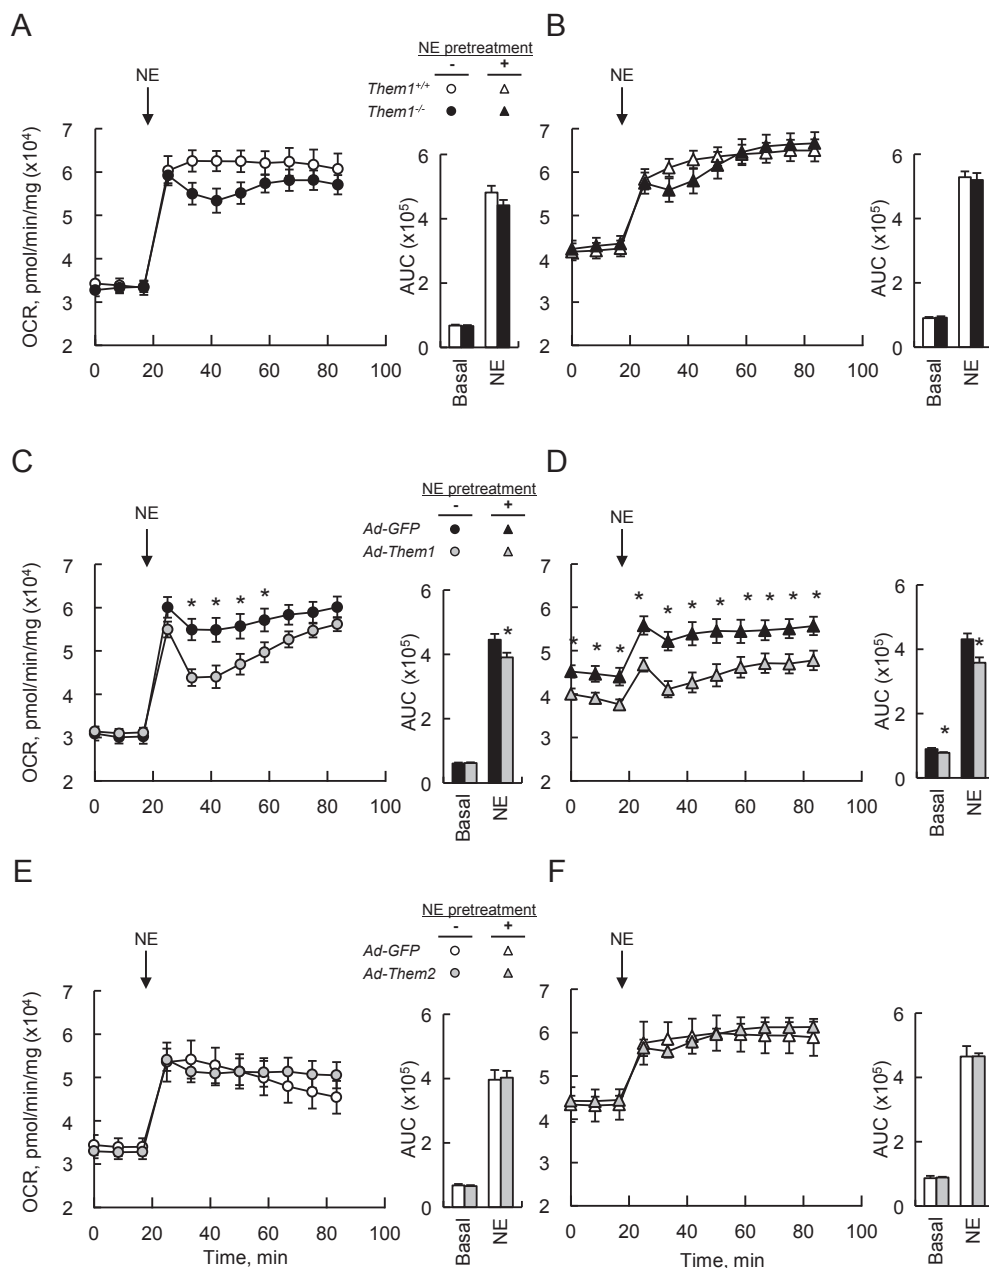 A
B
NE pretreatment
- +
Them1+/+
Them1-/-
NE
NE
OCR, pmol/min/mg (x10⁴)
7
6
5
4
3
2
0 20 40 60 80 100
AUC (x10⁵)
6
4
2
0
Basal
NE
7
6
5
4
3
2
0 20 40 60 80 100
AUC (x10⁵)
6
4
2
0
Basal
NE
C
D
NE pretreatment
- +
Ad-GFP
Ad-Them1
NE
NE
OCR, pmol/min/mg (x10⁴)
7
6
5
4
3
2
* * * *
0 20 40 60 80 100
AUC (x10⁵)
6
4
2
0
*
Basal
NE
7
6
5
4
3
2
* * * * * * * * * * *
0 20 40 60 80 100
AUC (x10⁵)
6
4
2
0
* *
Basal
NE
E
F
NE pretreatment
- +
Ad-GFP
Ad-Them2
NE
NE
OCR, pmol/min/mg (x10⁴)
7
6
5
4
3
2
0 20 40 60 80 100
Time, min
AUC (x10⁵)
6
4
2
0
Basal
NE
7
6
5
4
3
2
0 20 40 60 80 100
Time, min
AUC (x10⁵)
6
4
2
0
Basal
NE